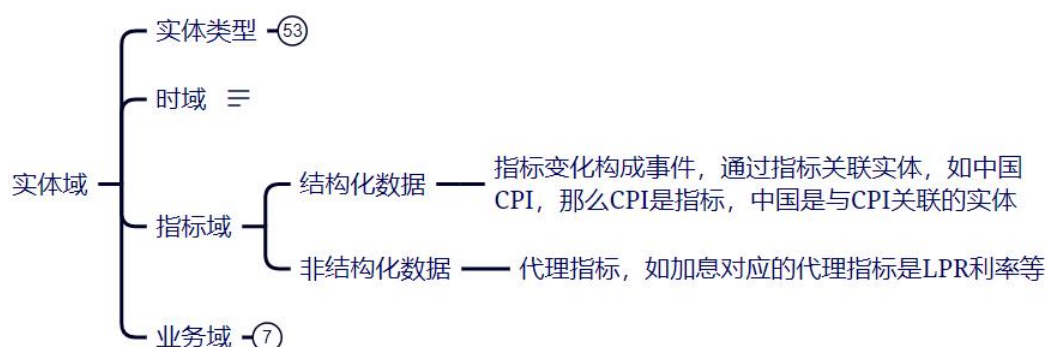 实体类型 53
时域
指标变化构成事件，通过指标关联实体，如中国
结构化数据
CPI，那么CPI是指标，中国是与CPI关联的实体
实体域
指标域
非结构化数据
代理指标，如加息对应的代理指标是LPR利率等
业务域 7